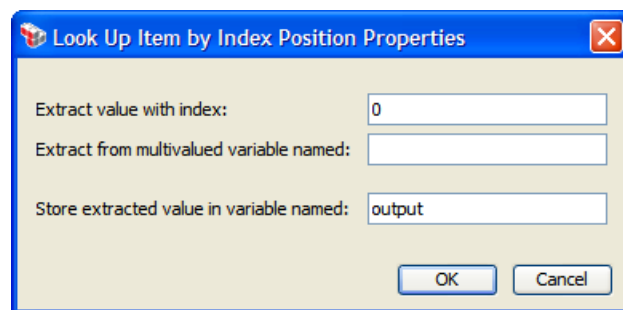 Look Up Item by Index Position Properties
Extract value with index: 0
Extract from multivalued variable named:
Store extracted value in variable named: output
OK Cancel